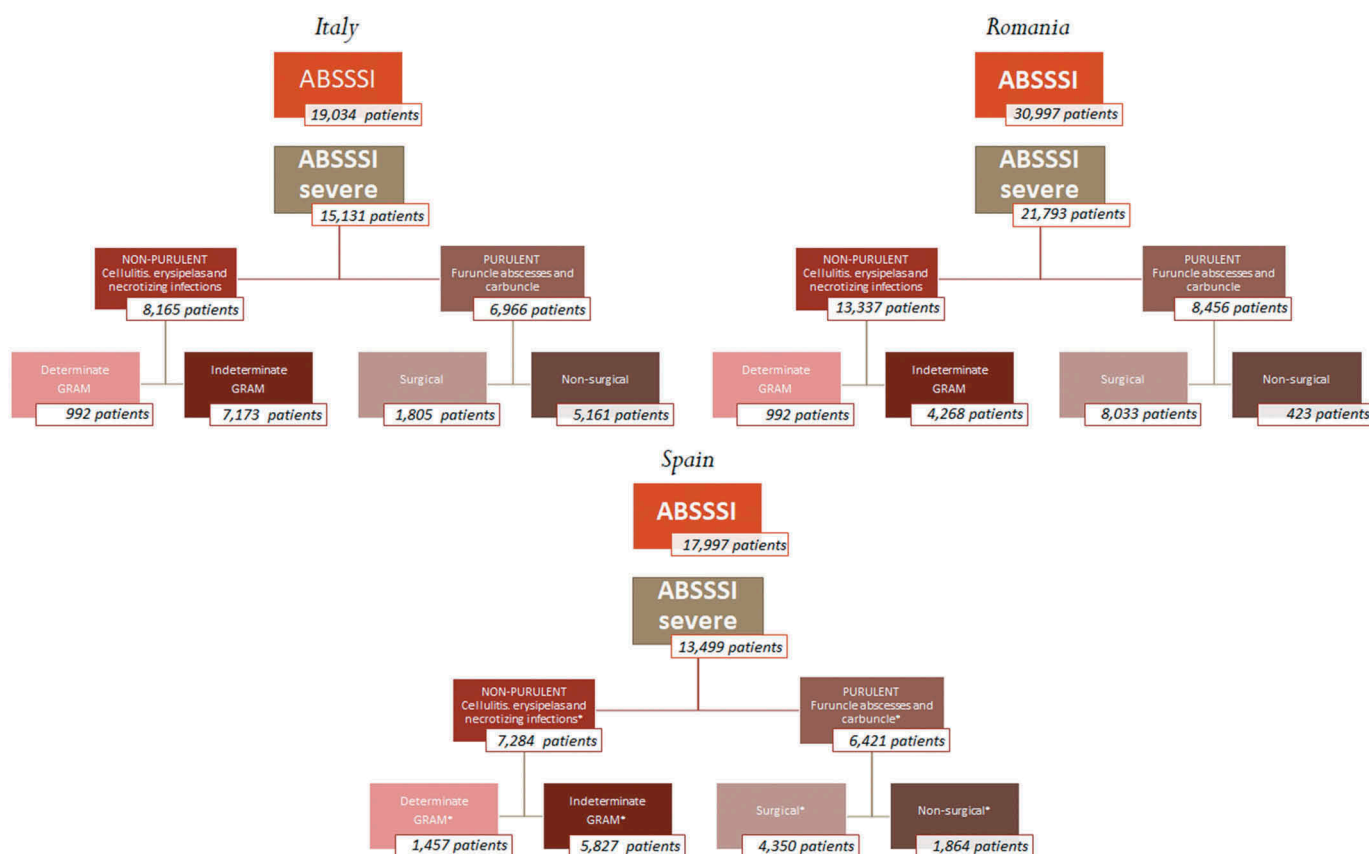 Italy
ABSSSI
19,034 patients
ABSSSI
severe
15,131 patients
NON-PURULENT
Cellulitis. erysipelas and
necrotizing infections
8,165 patients
PURULENT
Furuncle abscesses and
carbuncle
6,966 patients
Determinate
GRAM
992 patients
Indeterminate
GRAM
7,173 patients
Surgical
1,805 patients
Non-surgical
5,161 patients
Romania
ABSSSI
30,997 patients
ABSSSI
severe
21,793 patients
NON-PURULENT
Cellulitis. erysipelas and
necrotizing infections
13,337 patients
PURULENT
Furuncle abscesses and
carbuncle
8,456 patients
Determinate
GRAM
992 patients
Indeterminate
GRAM
4,268 patients
Surgical
8,033 patients
Non-surgical
423 patients
Spain
ABSSSI
17,997 patients
ABSSSI
severe
13,499 patients
NON-PURULENT
Cellulitis. erysipelas and
necrotizing infections*
7,284 patients
PURULENT
Furuncle abscesses and
carbuncle*
6,421 patients
Determinate
GRAM*
1,457 patients
Indeterminate
GRAM*
5,827 patients
Surgical*
4,350 patients
Non-surgical*
1,864 patients